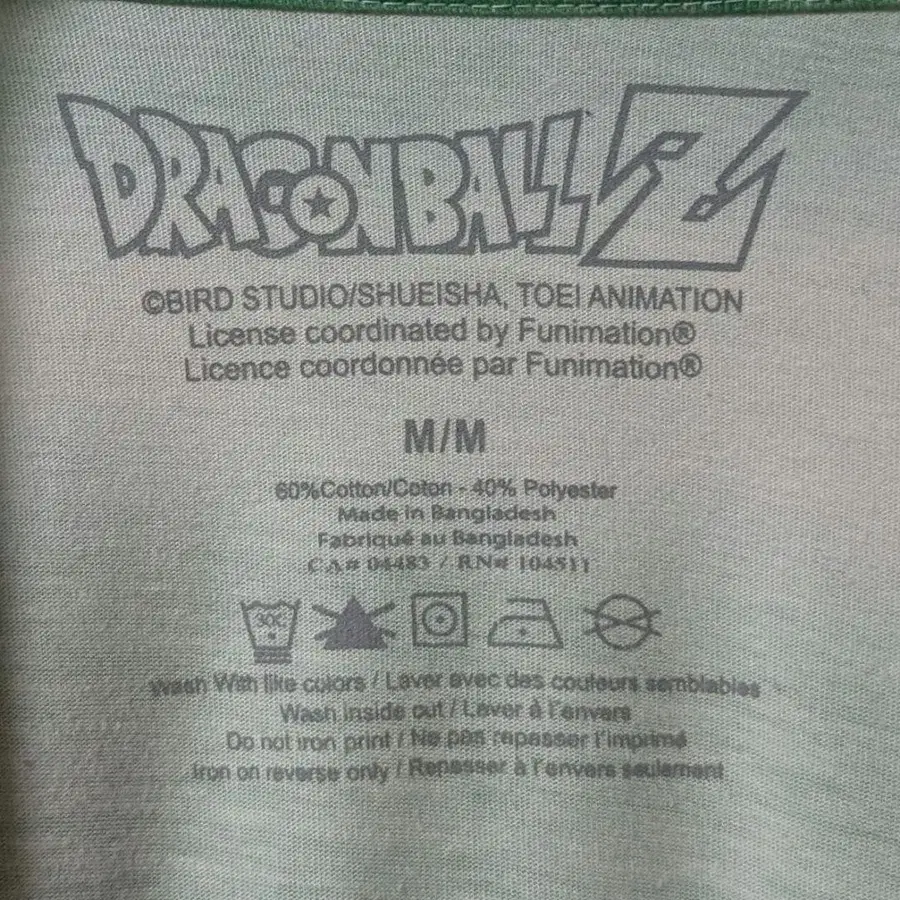 DRAGONBALL Z
©BIRD STUDIO/SHUEISHA, TOEI ANIMATION
License coordinated by Funimation®
Licence coordonnée par Funimation®
M/M
60%Cotton/Coton - 40% Polyester
Made in Bangladesh
Fabriqué au Bangladesh
CA# 04483 / RN# 104511
30C
Wash With like colors / Laver avec des couleurs semblables
Wash inside out / Laver à l'envers
Do not iron print / Ne pas repasser l'imprimé
Iron on reverse only / Repasser à l'envers seulement